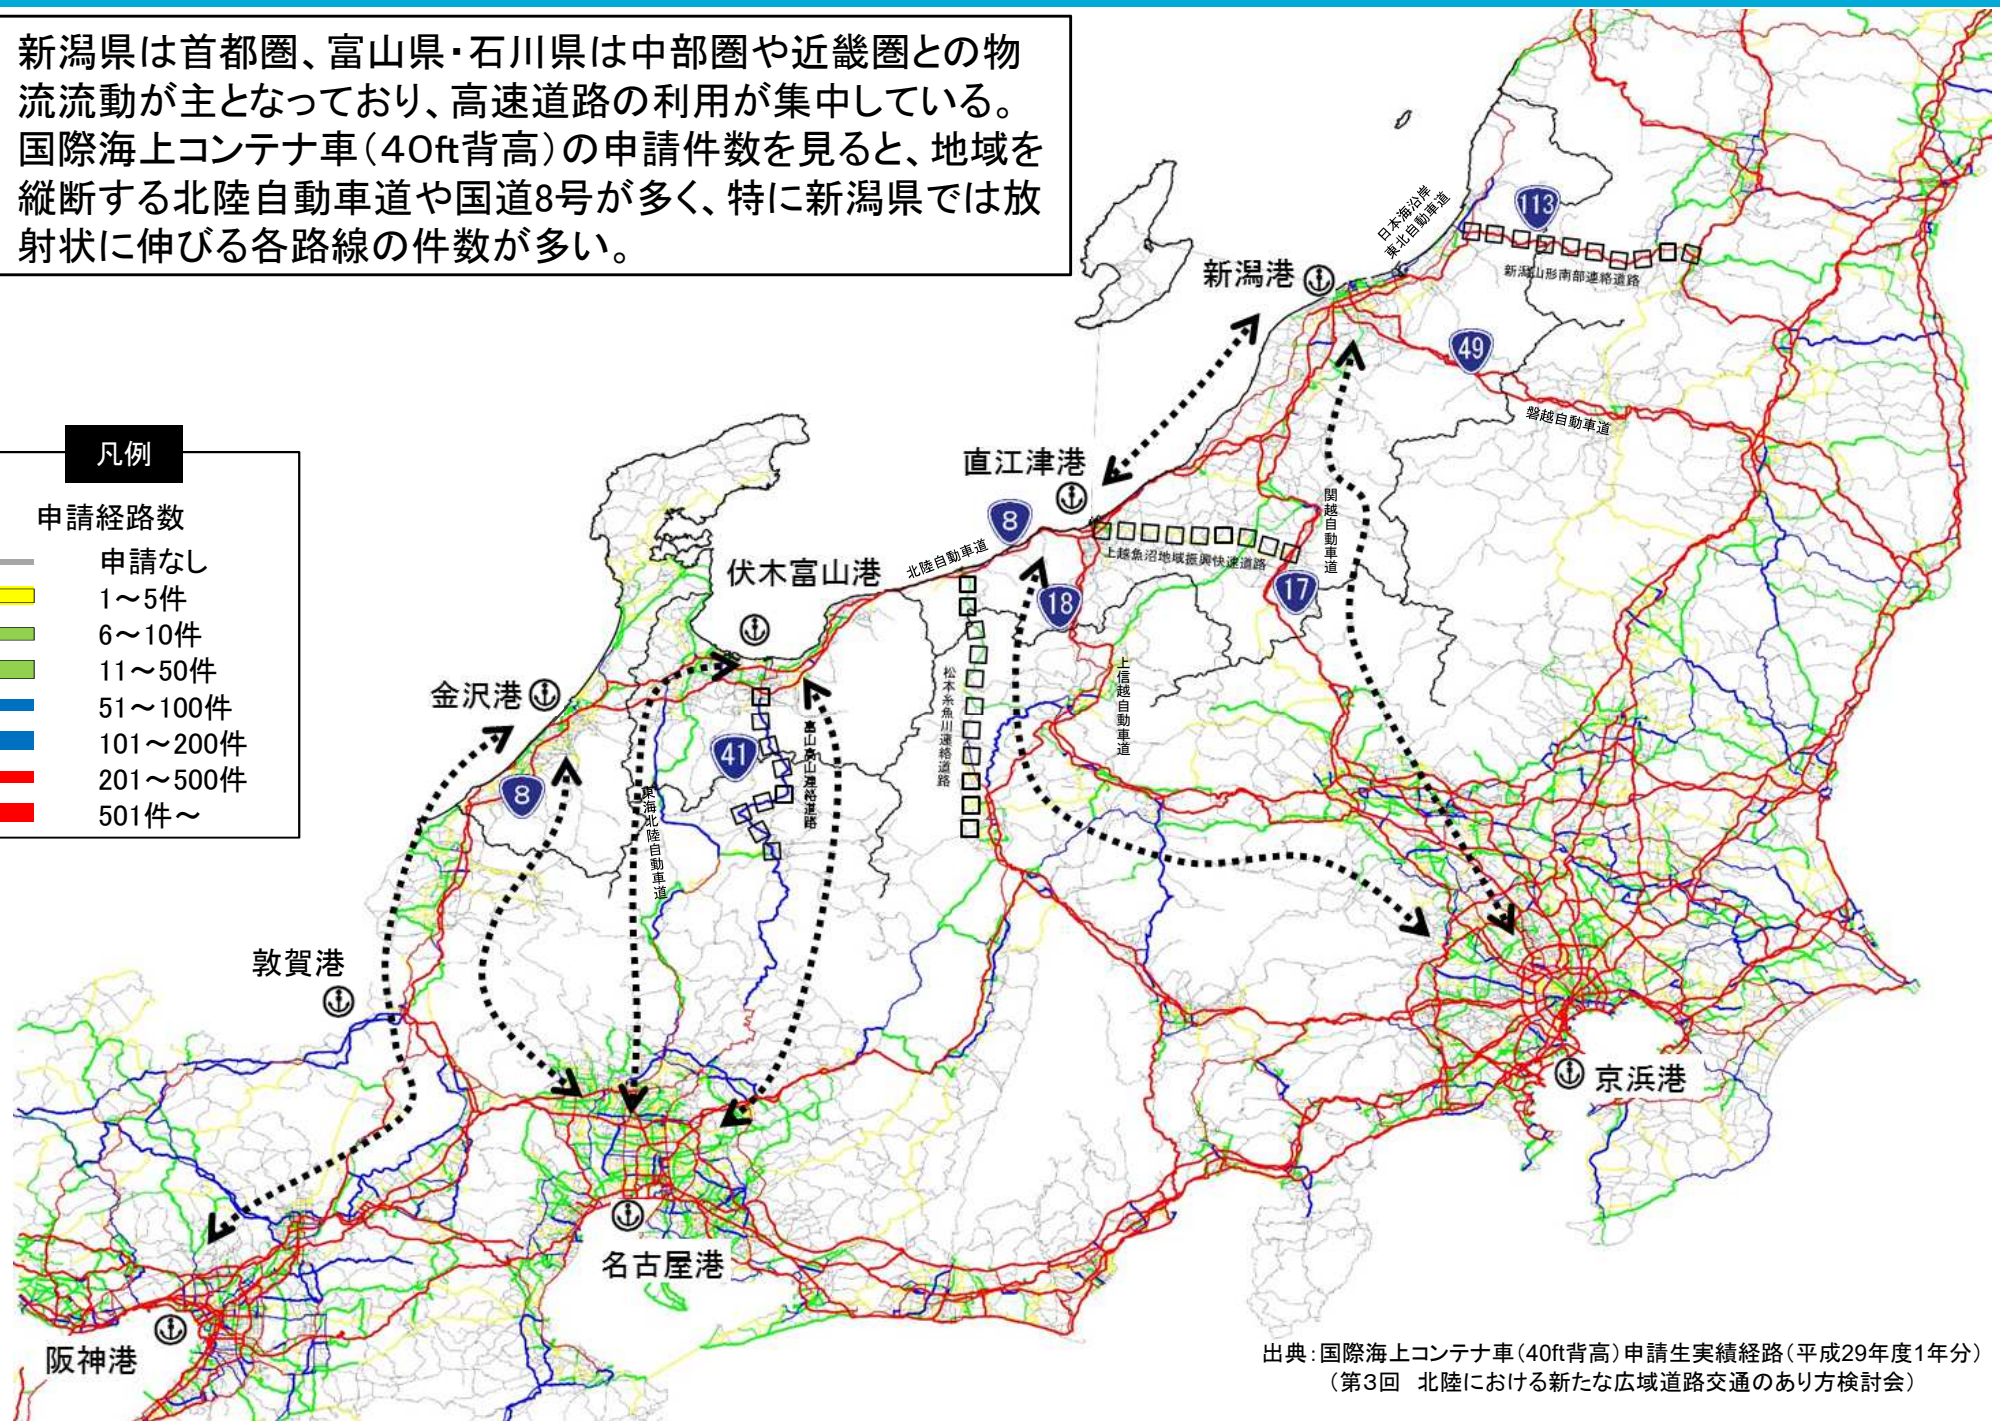 新潟県は首都圏、富山県・石川県は中部圏や近畿圏との物
流流動が主となっており、高速道路の利用が集中している。
国際海上コンテナ車(40ft背高)の申請件数を見ると、地域を
縦断する北陸自動車道や国道8号が多く、特に新潟県では放
射状に伸びる各路線の件数が多い。
日本海沿岸
東北自動車道
113
新潟山形南部連絡道路
新潟港
49
磐越自動車道
凡例
申請経路数
申請なし
1~5件
6~10件
11~50件
51~100件
101~200件
201~500件
501件~
直江津港
8
北陸自動車道
上越魚沼地域振興快速道路
関越自動車道
17
18
伏木富山港
上信越自動車道
松本糸魚川連絡道路
金沢港
41
富山高山連絡道路
東海北陸自動車道
8
敦賀港
京浜港
名古屋港
阪神港
出典:国際海上コンテナ車(40ft背高)申請生実績経路(平成29年度1年分)
(第3回 北陸における新たな広域道路交通のあり方検討会)